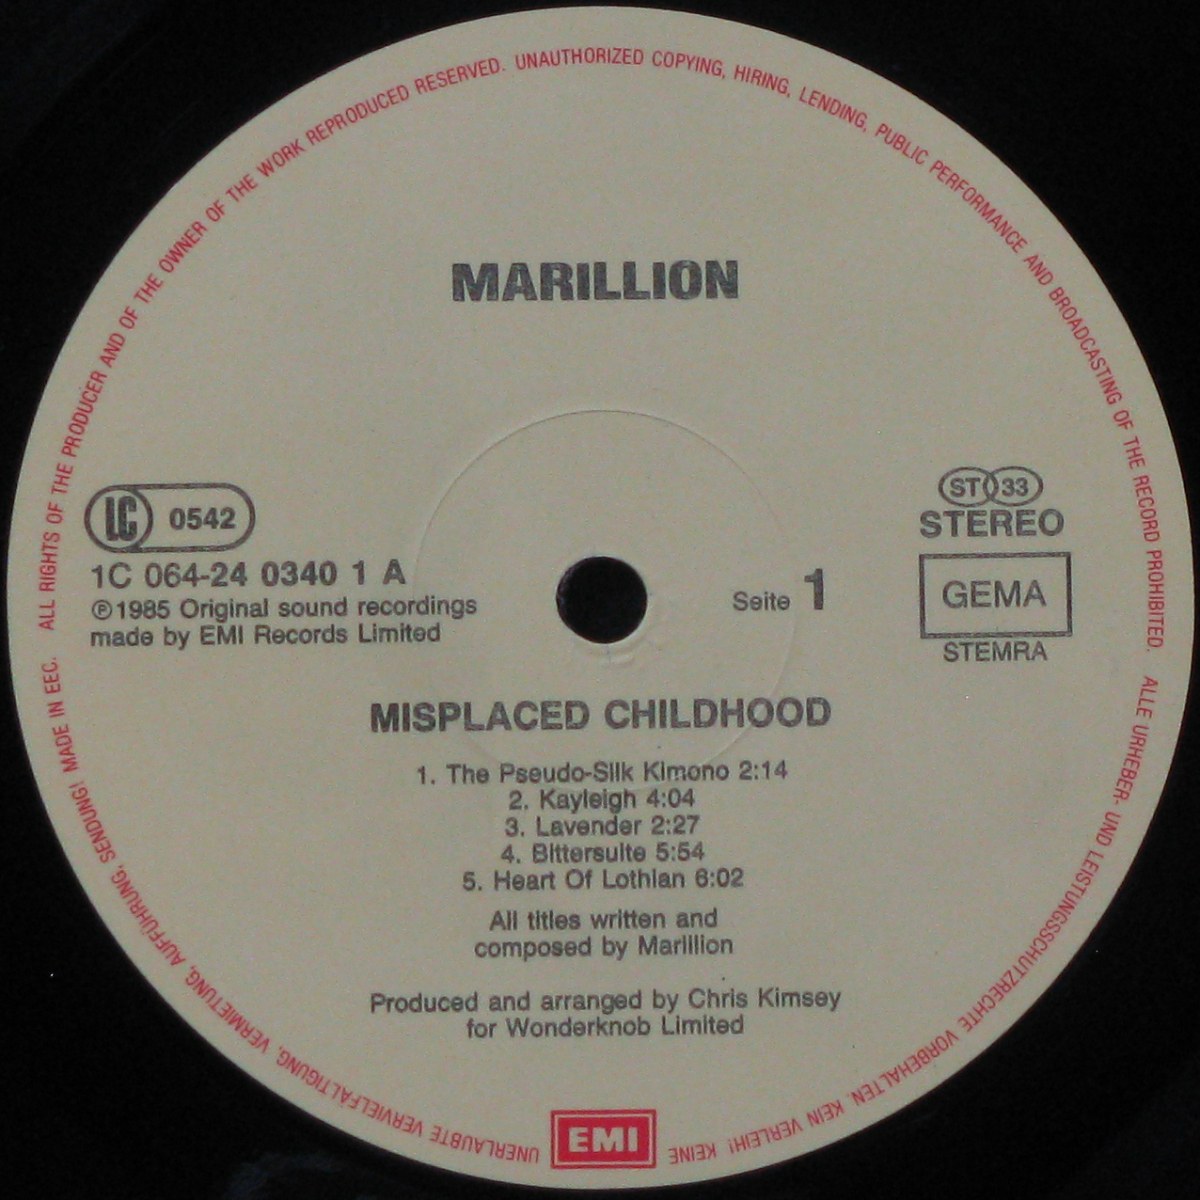 ALL RIGHTS OF THE PRODUCER AND OF THE OWNER OF THE WORK REPRODUCED RESERVED. UNAUTHORIZED COPYING, HIRING, LENDING, PUBLIC PERFORMANCE AND BROADCASTING OF THE RECORD PROHIBITED.
MARILLION
LC 0542
1C 064-24 0340 1 A
℗ 1985 Original sound recordings
made by EMI Records Limited
Seite 1
ST 33
STEREO
GEMA
STEMRA
MISPLACED CHILDHOOD
1. The Pseudo-Silk Kimono 2:14
2. Kayleigh 4:04
3. Lavender 2:27
4. Bittersuite 5:54
5. Heart Of Lothian 6:02
All titles written and
composed by Marillion
Produced and arranged by Chris Kimsey
for Wonderknob Limited
EMI
ALLE URHEBER- UND LEISTUNGSSCHUTZRECHTE VORBEHALTEN. KEIN VERLEIH! KEINE UNERLAUBTE VERVIELFÄLTIGUNG, VERMIETUNG, AUFFÜHRUNG, SENDUNG! MADE IN EEC.